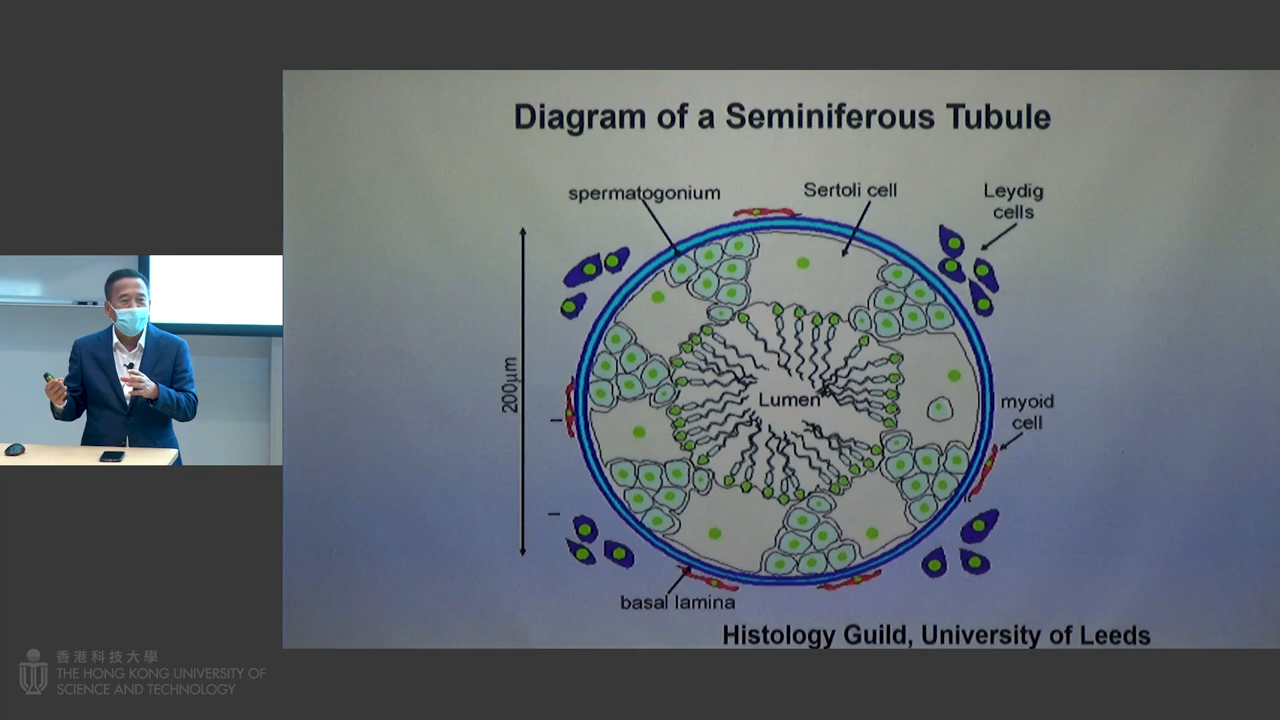 Diagram of a Seminiferous Tubule
spermatogonium
Sertoli cell
Leydig
cells
200μm
Lumen
myoid
cell
basal lamina
Histology Guild, University of Leeds
香港科技大學
THE HONG KONG UNIVERSITY OF
SCIENCE AND TECHNOLOGY